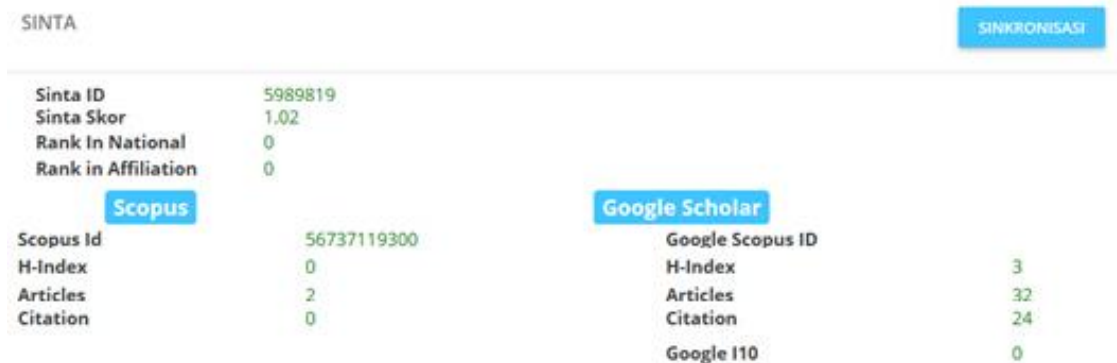 SINTA
SINKRONISASI
Sinta ID 5989819
Sinta Skor 1.02
Rank In National 0
Rank in Affiliation 0
Scopus
Scopus Id 56737119300
H-Index 0
Articles 2
Citation 0
Google Scholar
Google Scopus ID
H-Index 3
Articles 32
Citation 24
Google I10 0